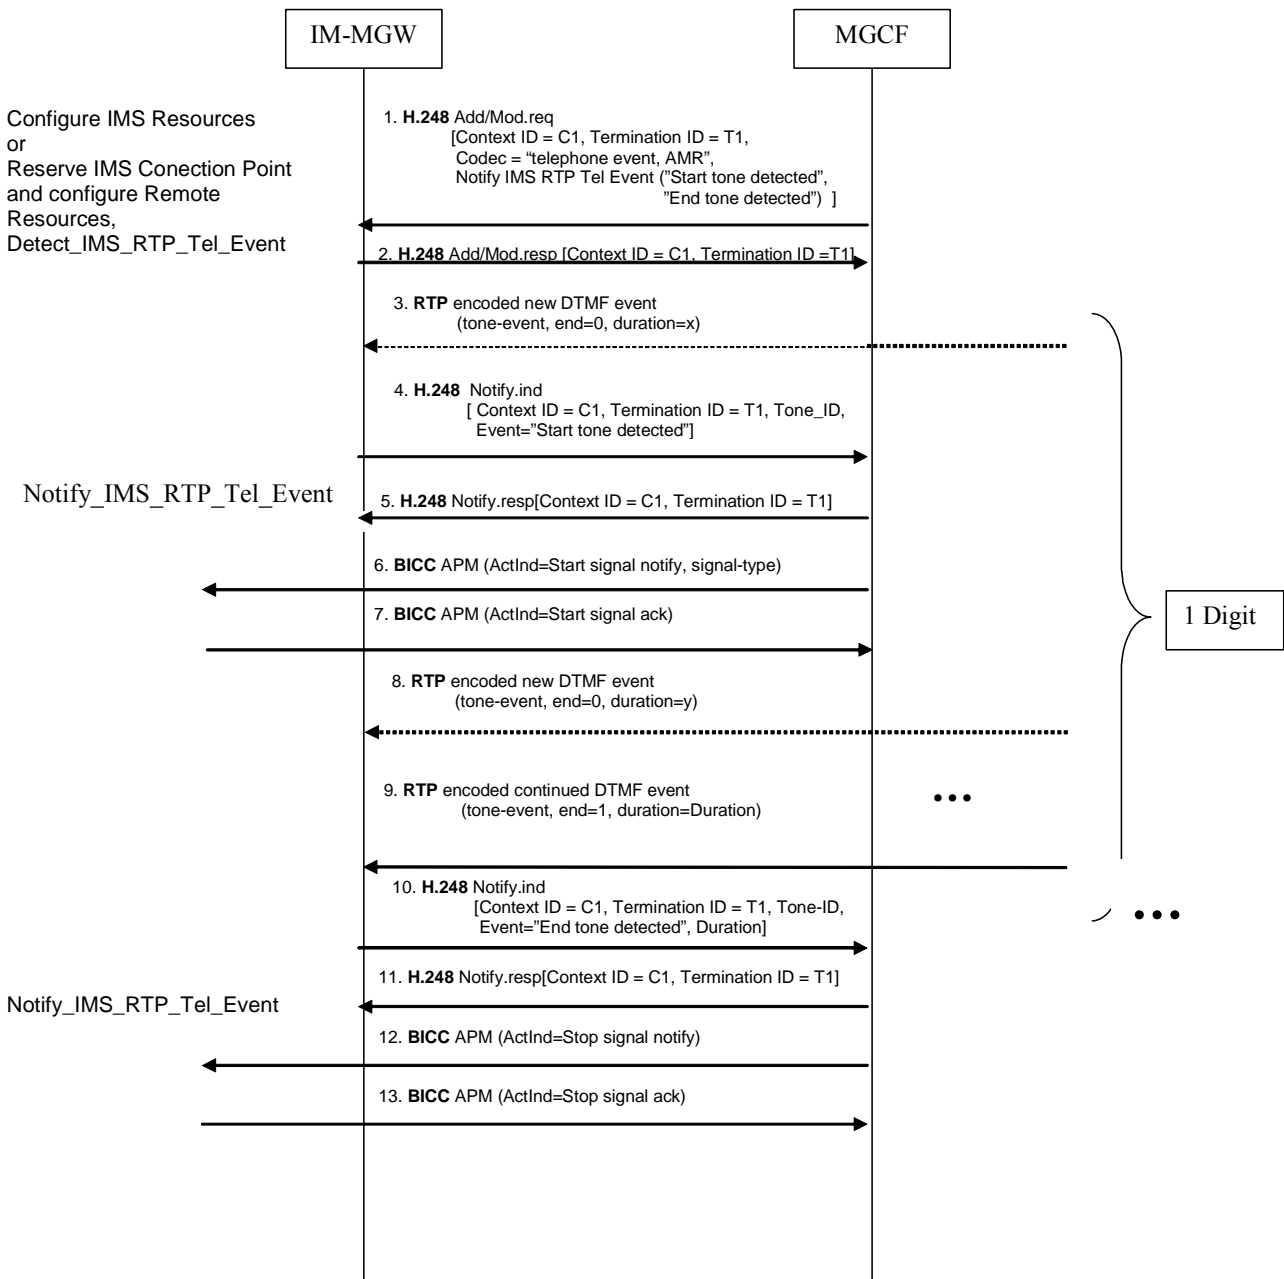 IM-MGW
MGCF
Configure IMS Resources
or
Reserve IMS Conection Point
and configure Remote
Resources,
Detect_IMS_RTP_Tel_Event
1. H.248 Add/Mod.req
[Context ID = C1, Termination ID = T1,
Codec = “telephone event, AMR”,
Notify IMS RTP Tel Event (”Start tone detected”,
”End tone detected”) ]
2. H.248 Add/Mod.resp [Context ID = C1, Termination ID =T1]
3. RTP encoded new DTMF event
(tone-event, end=0, duration=x)
4. H.248 Notify.ind
[ Context ID = C1, Termination ID = T1, Tone_ID,
Event=”Start tone detected”]
Notify_IMS_RTP_Tel_Event
5. H.248 Notify.resp[Context ID = C1, Termination ID = T1]
6. BICC APM (ActInd=Start signal notify, signal-type)
7. BICC APM (ActInd=Start signal ack)
1 Digit
8. RTP encoded new DTMF event
(tone-event, end=0, duration=y)
9. RTP encoded continued DTMF event
(tone-event, end=1, duration=Duration)
...
10. H.248 Notify.ind
[Context ID = C1, Termination ID = T1, Tone-ID,
Event=”End tone detected”, Duration]
...
11. H.248 Notify.resp[Context ID = C1, Termination ID = T1]
Notify_IMS_RTP_Tel_Event
12. BICC APM (ActInd=Stop signal notify)
13. BICC APM (ActInd=Stop signal ack)